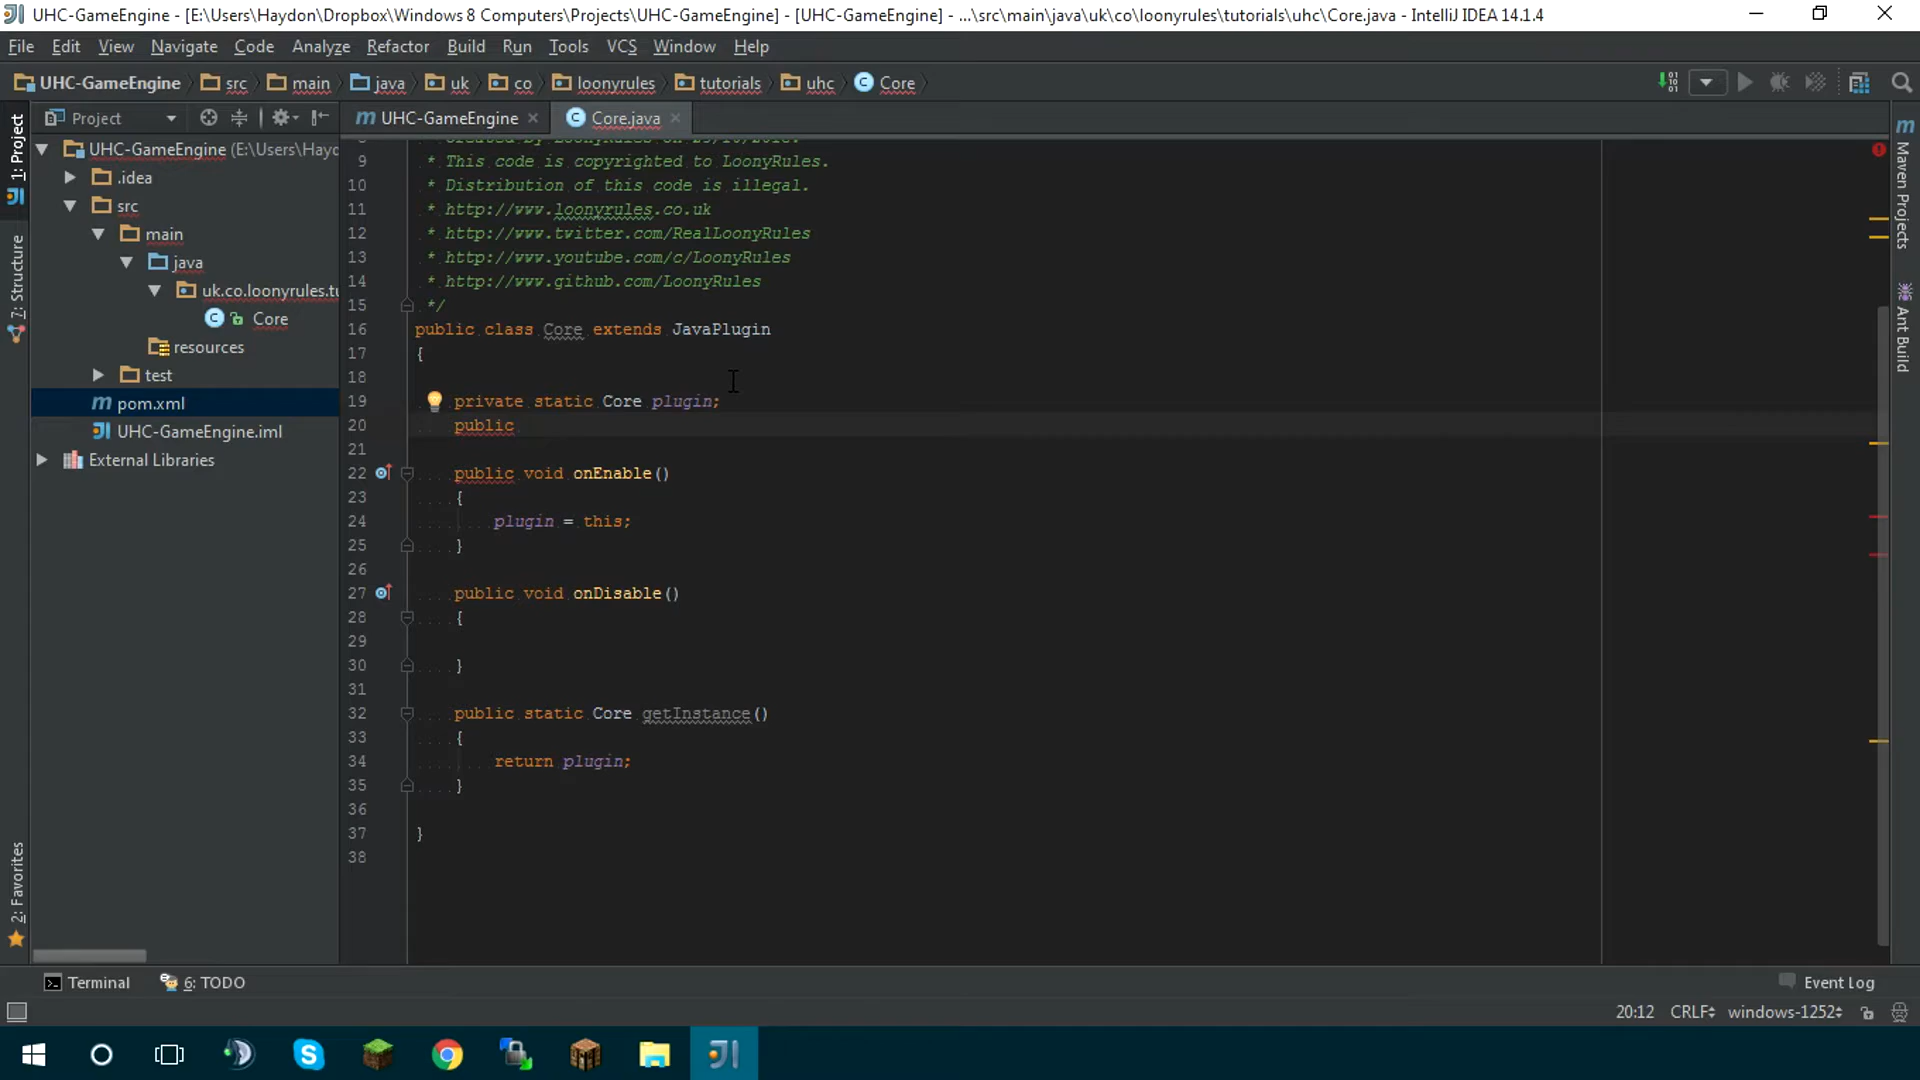 UHC-GameEngine - [E:\Users\Haydon\Dropbox\Windows 8 Computers\Projects\UHC-GameEngine] - [UHC-GameEngine] - ...\src\main\java\uk\co\loonyrules\tutorials\uhc\Core.java - IntelliJ IDEA 14.1.4
File Edit View Navigate Code Analyze Refactor Build Run Tools VCS Window Help
UHC-GameEngine src main java uk co loonyrules tutorials uhc Core
Project UHC-GameEngine Core.java
1: Project
7: Structure
2: Favorites
UHC-GameEngine (E:\Users\Haydo
.idea
src
main
java
uk.co.loonyrules.tu
Core
resources
test
pom.xml
UHC-GameEngine.iml
External Libraries
9 * This code is copyrighted to LoonyRules.
10 * Distribution of this code is illegal.
11 * http://www.loonyrules.co.uk
12 * http://www.twitter.com/RealLoonyRules
13 * http://www.youtube.com/c/LoonyRules
14 * http://www.github.com/LoonyRules
15 */
16 public class Core extends JavaPlugin
17 {
18
19 private static Core plugin;
20 public
21
22 public void onEnable()
23 {
24 plugin = this;
25 }
26
27 public void onDisable()
28 {
29
30 }
31
32 public static Core getInstance()
33 {
34 return plugin;
35 }
36
37 }
38
Maven Projects
Ant Build
Terminal 6: TODO Event Log
20:12 CRLF windows-1252